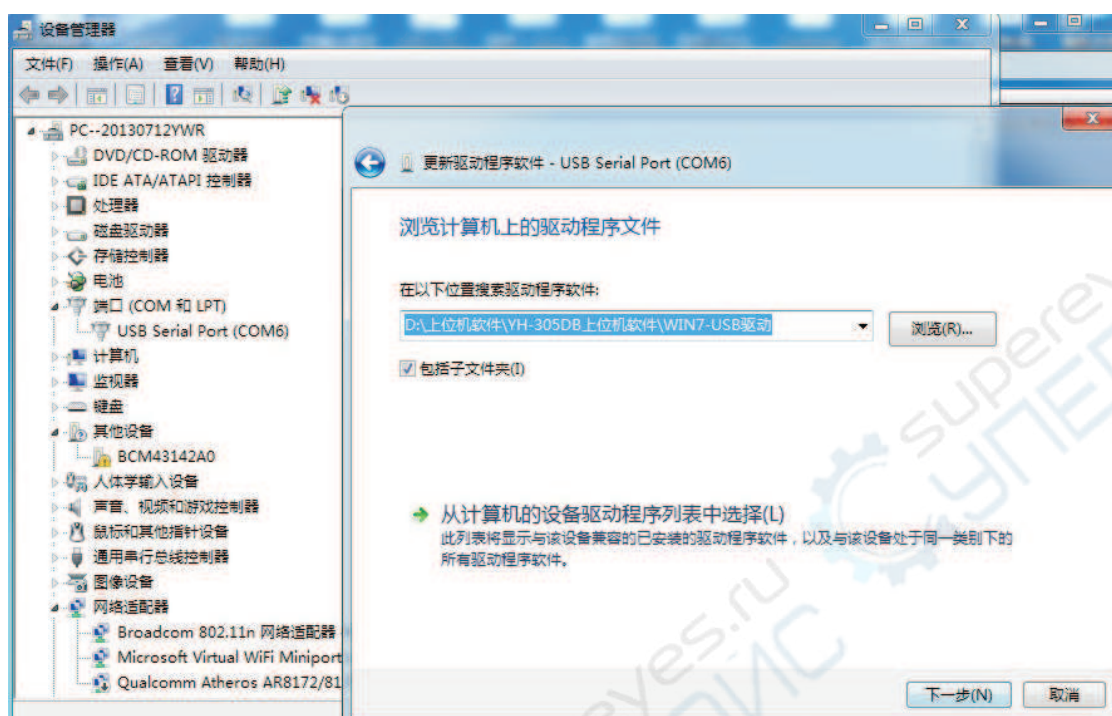 设备管理器
文件(F) 操作(A) 查看(V) 帮助(H)
PC--20130712YWR
DVD/CD-ROM 驱动器
IDE ATA/ATAPI 控制器
处理器
磁盘驱动器
存储控制器
电池
端口 (COM 和 LPT)
USB Serial Port (COM6)
计算机
监视器
键盘
其他设备
BCM43142A0
人体学输入设备
声音、视频和游戏控制器
鼠标和其他指针设备
通用串行总线控制器
图像设备
网络适配器
Broadcom 802.11n 网络适配器
Microsoft Virtual WiFi Miniport
Qualcomm Atheros AR8172/81
更新驱动程序软件 - USB Serial Port (COM6)
浏览计算机上的驱动程序文件
在以下位置搜索驱动程序软件:
D:\上位机软件\YH-305DB上位机软件\WIN7-USB驱动
浏览(R)...
包括子文件夹(I)
从计算机的设备驱动程序列表中选择(L)
此列表将显示与该设备兼容的已安装的驱动程序软件，以及与该设备处于同一类别下的
所有驱动程序软件。
下一步(N) 取消